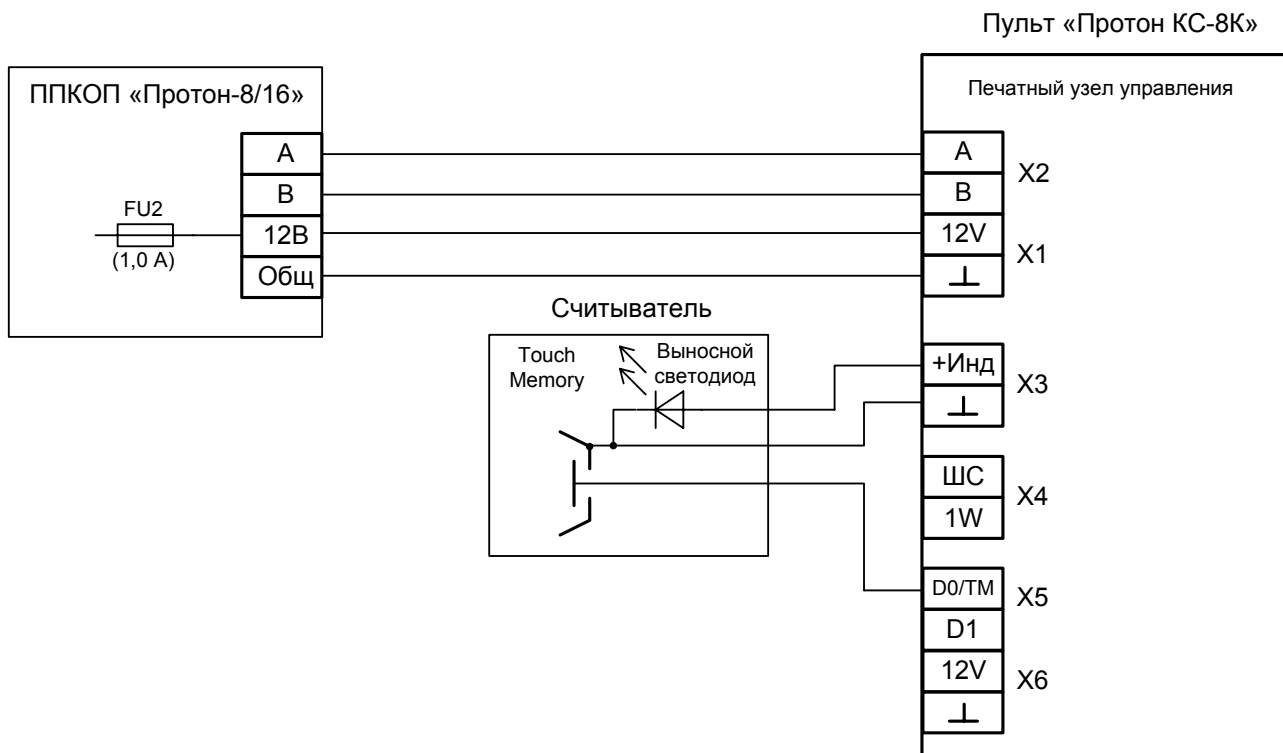 Пульт «Протон КС-8К»
ППКОП «Протон-8/16»
Печатный узел управления
A
B
12В
Общ
FU2
(1,0 А)
A
B
12V
X2
X1
Считыватель
Touch
Memory
Выносной
светодиод
+Инд
X3
ШС
1W
X4
D0/TM
D1
12V
X5
X6